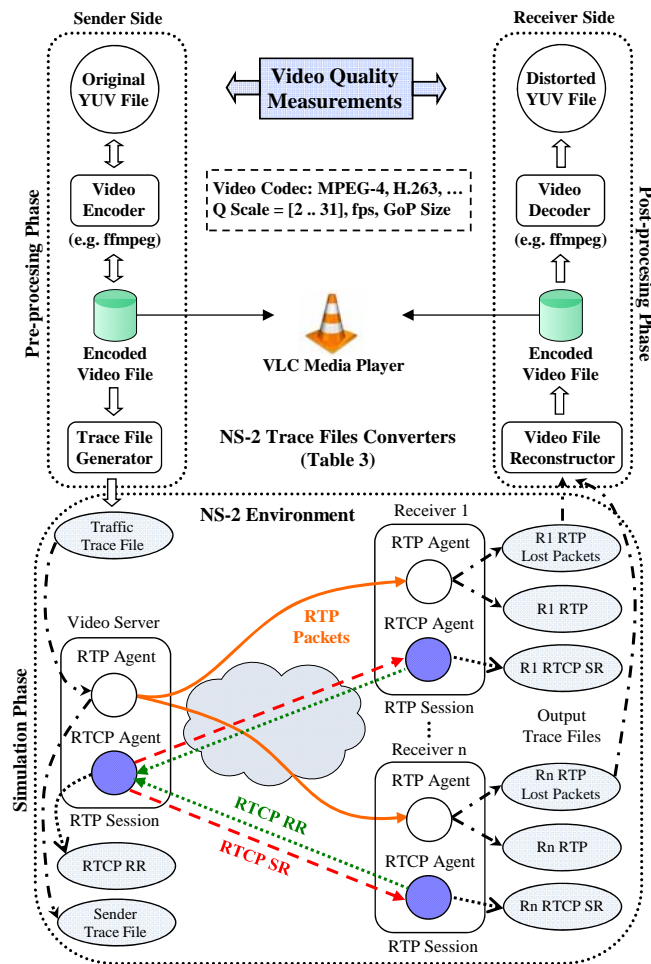 Sender Side
Receiver Side
Original
YUV File
Video Quality
Measurements
Distorted
YUV File
Video
Encoder
(e.g. ffmpeg)
Video Codec: MPEG-4, H.263, …
Q Scale = [2 .. 31], fps, GoP Size
Video
Decoder
(e.g. ffmpeg)
Pre-procesing Phase
Post-procesing Phase
Encoded
Video File
VLC Media Player
Encoded
Video File
Trace File
Generator
NS-2 Trace Files Converters
(Table 3)
Video File
Reconstructor
NS-2 Environment
Simulation Phase
Traffic
Trace File
Video Server
RTP Agent
RTCP Agent
RTP Session
RTCP RR
Sender
Trace File
RTP
Packets
RTCP RR
RTCP SR
Receiver 1
RTP Agent
RTCP Agent
RTP Session
Receiver n
RTP Agent
RTCP Agent
RTP Session
R1 RTP
Lost Packets
R1 RTP
R1 RTCP SR
Output
Trace Files
Rn RTP
Lost Packets
Rn RTP
Rn RTCP SR